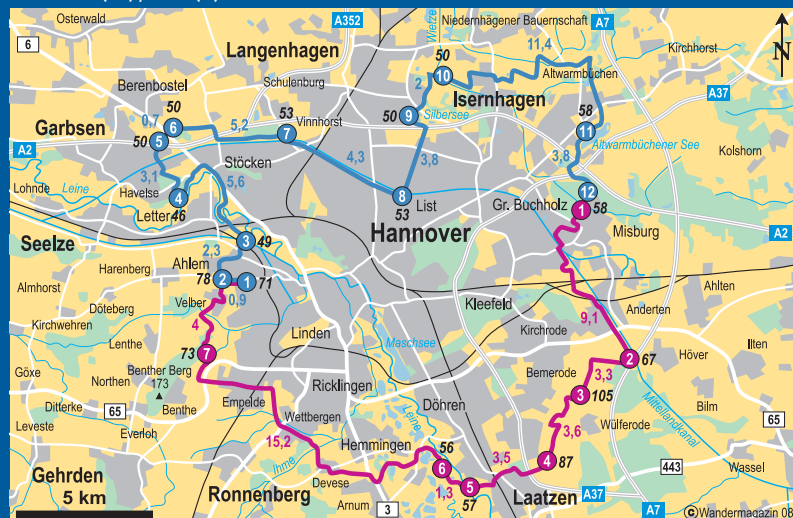 Osterwald
A352
Wietze
Niedernhägener Bauernschaft
A7
6
Langenhagen
50
11,4
Kirchhorst
N
Berenbostel
Schulenburg
10
2
Altwarmbüchen
A37
50
0,7
6
5,2
53
7
Vinnhorst
50
9
Isernhagen
Silbersee
58
11
Garbsen
50
5
A2
Stöcken
4,3
3,8
3,8
Altwarmbüchener See
Kolshorn
Lohnde
Leine
3,1
Havelse
4
5,6
Letter
46
8
53
List
Gr. Buchholz
12
1
58
A2
Seelze
Hannover
Misburg
3
49
2,3
Harenberg
Ahlem
78
2
1
71
0,9
Almhorst
Döteberg
Velber
Kirchwehren
4
Kleefeld
Anderten
Ahlten
9,1
Linden
Maschsee
Kirchrode
Lenthe
73
7
2
67
Höver
Ilten
Göxe
Northen
Benther Berg
173
Bemerode
3,3
Ricklingen
3
105
Ditterke
65
Benthe
Empelde
Döhren
Bilm
65
Leveste
Everloh
Wettbergen
Leine
Wülferode
Mittellandkanal
15,2
Hemmingen
56
3,6
3,5
4
87
Ihme
6
443
Wassel
Gehrden
Devese
1,3
5
57
5 km
Ronnenberg
Arnum
3
Laatzen
A37
A7
©Wandermagazin 08